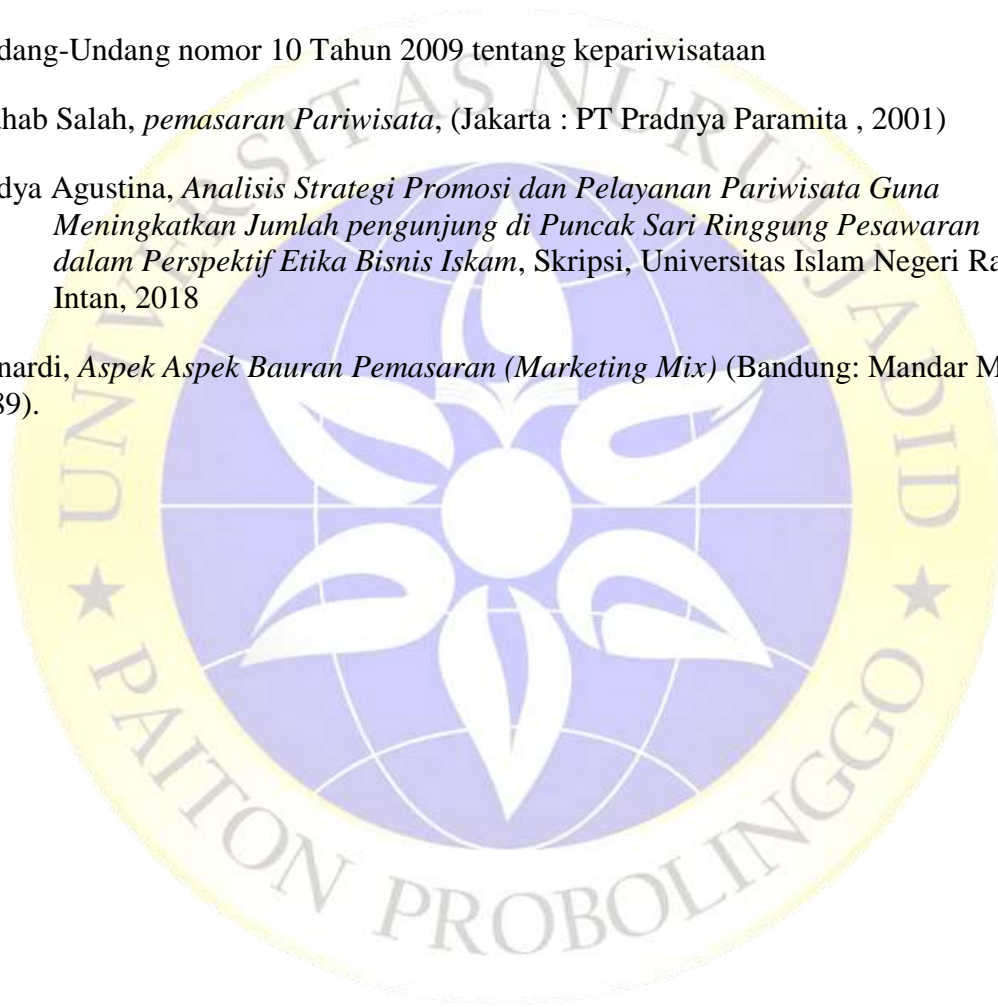 dang-Undang nomor 10 Tahun 2009 tentang kepariwisataan
hab Salah, pemasaran Pariwisata, (Jakarta : PT Pradnya Paramita , 2001)
dya Agustina, Analisis Strategi Promosi dan Pelayanan Pariwisata Guna
Meningkatkan Jumlah pengunjung di Puncak Sari Ringgung Pesawaran
dalam Perspektif Etika Bisnis Iskam, Skripsi, Universitas Islam Negeri Ra
Intan, 2018
nardi, Aspek Aspek Bauran Pemasaran (Marketing Mix) (Bandung: Mandar M
89).
UNIVERSITAS NURUL JADID
PAITON PROBOLINGGO